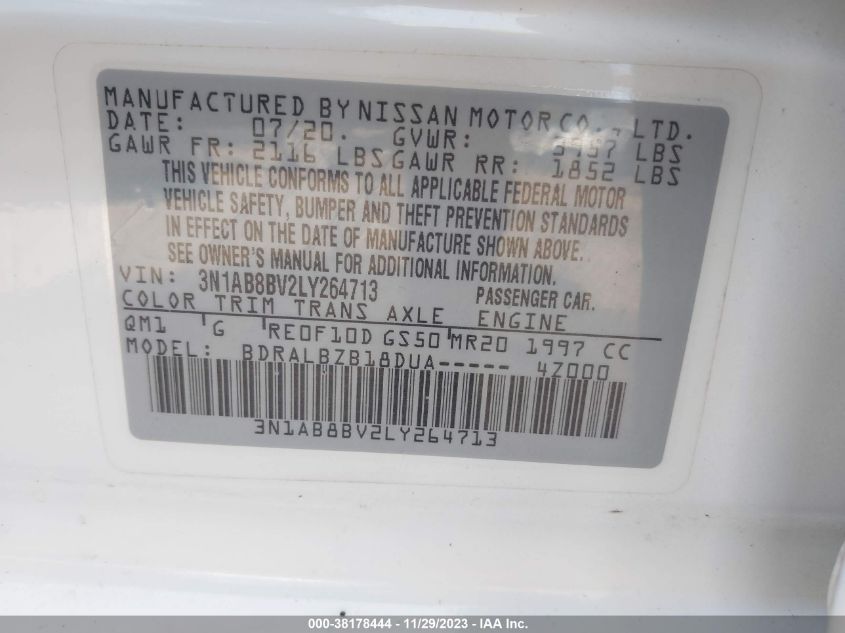 MANUFACTURED BY NISSAN MOTOR CO., LTD.
DATE: 07/20. GVWR: 3957 LBS
GAWR FR: 2116 LBS GAWR RR: 1852 LBS
THIS VEHICLE CONFORMS TO ALL APPLICABLE FEDERAL MOTOR
VEHICLE SAFETY, BUMPER AND THEFT PREVENTION STANDARDS
IN EFFECT ON THE DATE OF MANUFACTURE SHOWN ABOVE.
SEE OWNER'S MANUAL FOR ADDITIONAL INFORMATION.
VIN: 3N1AB8BV2LY264713 PASSENGER CAR.
COLOR TRIM TRANS AXLE ENGINE
QM1 G RE0F10D GS50 MR20 1997 CC
MODEL: BDRALBZB18DUA----- 4Z000
3N1AB8BV2LY264713
000-38178444 - 11/29/2023 - IAA Inc.